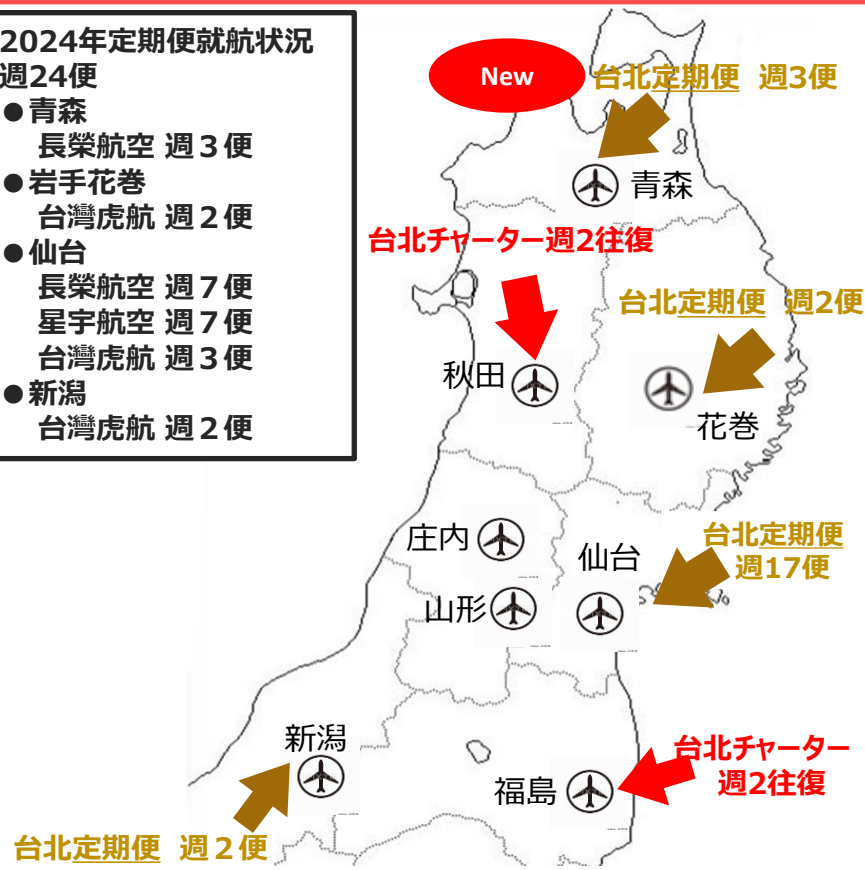 2024年定期便就航状況
週24便
●青森
長榮航空 週３便
●岩手花巻
台灣虎航 週２便
●仙台
長榮航空 週７便
星宇航空 週７便
台灣虎航 週３便
●新潟
台灣虎航 週２便
New
台北定期便 週3便
青森
台北チャーター週2往復
台北定期便 週2便
秋田
花巻
庄内
仙台
台北定期便
週17便
山形
新潟
台北チャーター
週2往復
福島
台北定期便 週２便